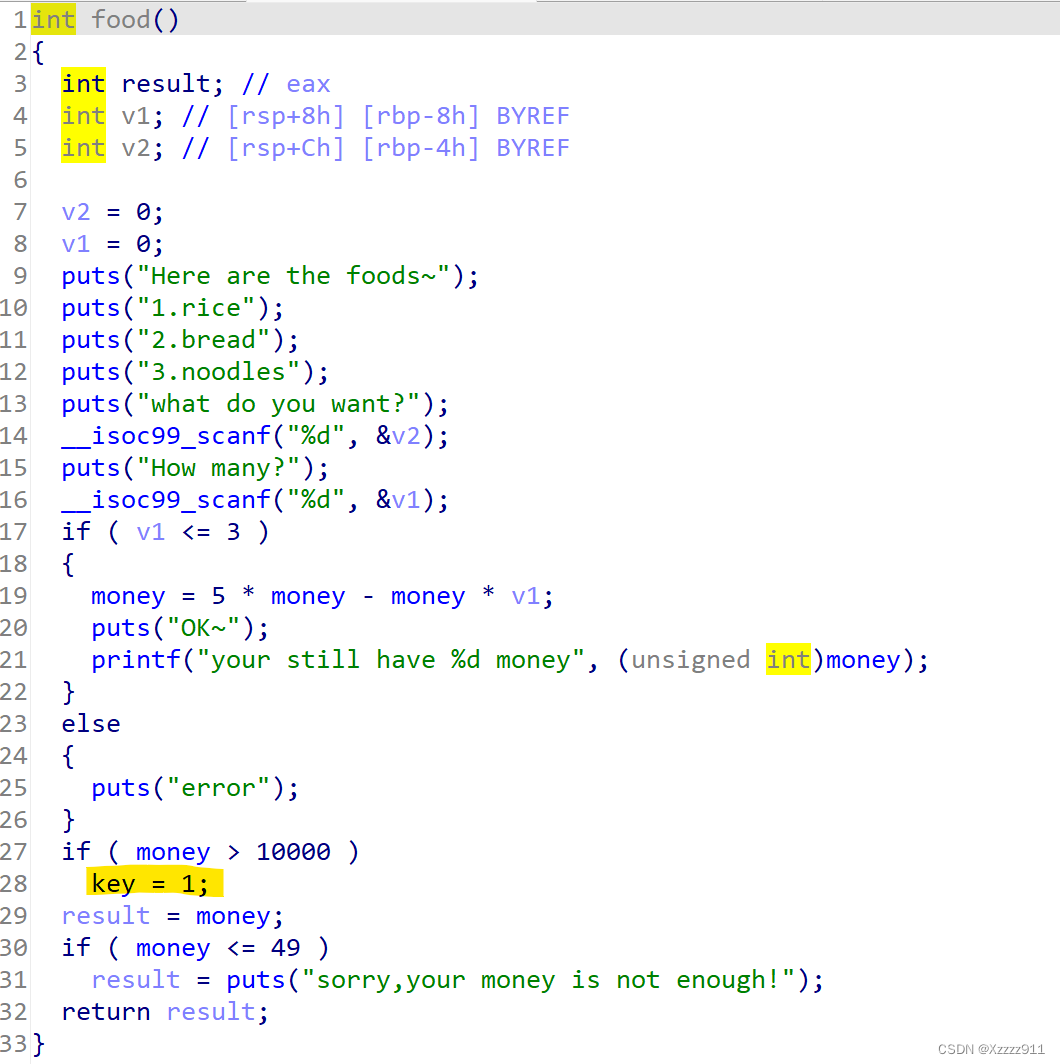 1 int food()
2 {
3   int result; // eax
4   int v1; // [rsp+8h] [rbp-8h] BYREF
5   int v2; // [rsp+Ch] [rbp-4h] BYREF
6
7   v2 = 0;
8   v1 = 0;
9   puts("Here are the foods~");
10   puts("1.rice");
11   puts("2.bread");
12   puts("3.noodles");
13   puts("what do you want?");
14   __isoc99_scanf("%d", &v2);
15   puts("How many?");
16   __isoc99_scanf("%d", &v1);
17   if ( v1 <= 3 )
18   {
19     money = 5 * money - money * v1;
20     puts("OK~");
21     printf("your still have %d money", (unsigned int)money);
22   }
23   else
24   {
25     puts("error");
26   }
27   if ( money > 10000 )
28     key = 1;
29   result = money;
30   if ( money <= 49 )
31     result = puts("sorry,your money is not enough!");
32   return result;
33 }
CSDN @Xzzzz911